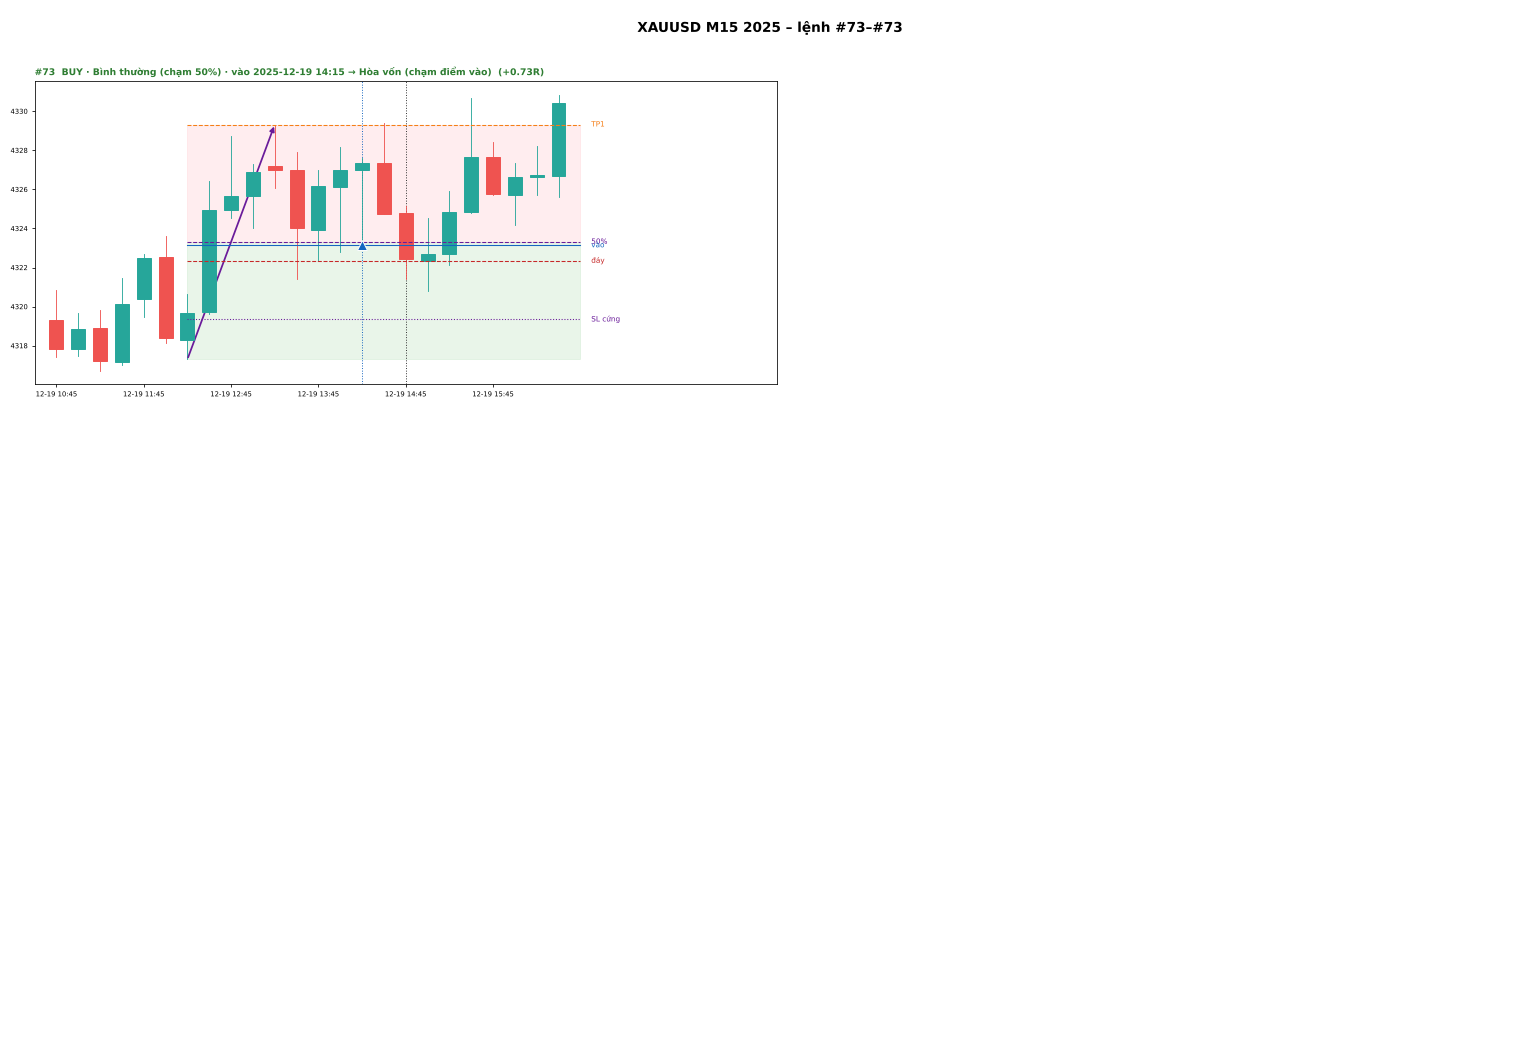 XAUUSD M15 2025 – lệnh #73–#73
#73 BUY · Bình thường (chạm 50%) · vào 2025-12-19 14:15 → Hòa vốn (chạm điểm vào) (+0.73R)
4330
4328
4326
4324
4322
4320
4318
TP1
50%
vào
đáy
SL cứng
12-19 10:45
12-19 11:45
12-19 12:45
12-19 13:45
12-19 14:45
12-19 15:45